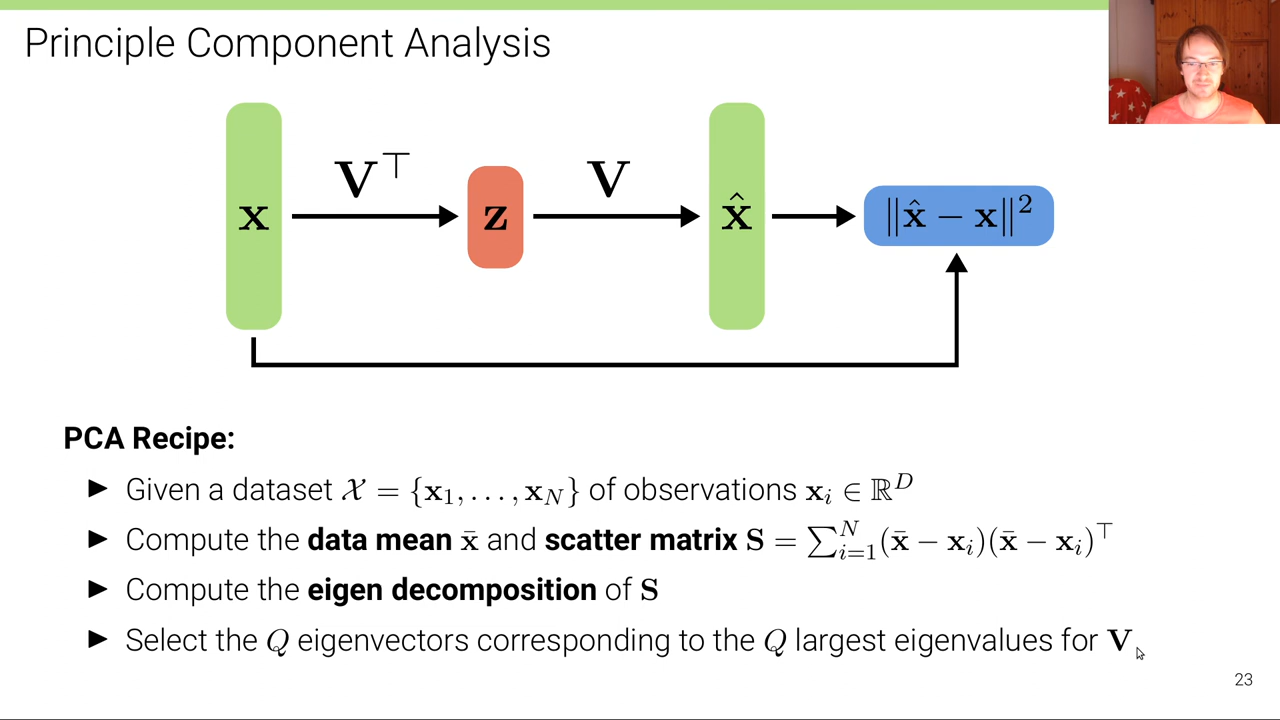 Principle Component Analysis
x V⊤ z V x̂ ‖x̂ − x‖²
PCA Recipe:
► Given a dataset 𝒳 = {x₁, . . . , x_N} of observations xᵢ ∈ ℝᴰ
► Compute the data mean x̄ and scatter matrix S = ∑ᵢ₌₁ᴺ (x̄ − xᵢ)(x̄ − xᵢ)⊤
► Compute the eigen decomposition of S
► Select the Q eigenvectors corresponding to the Q largest eigenvalues for V
23